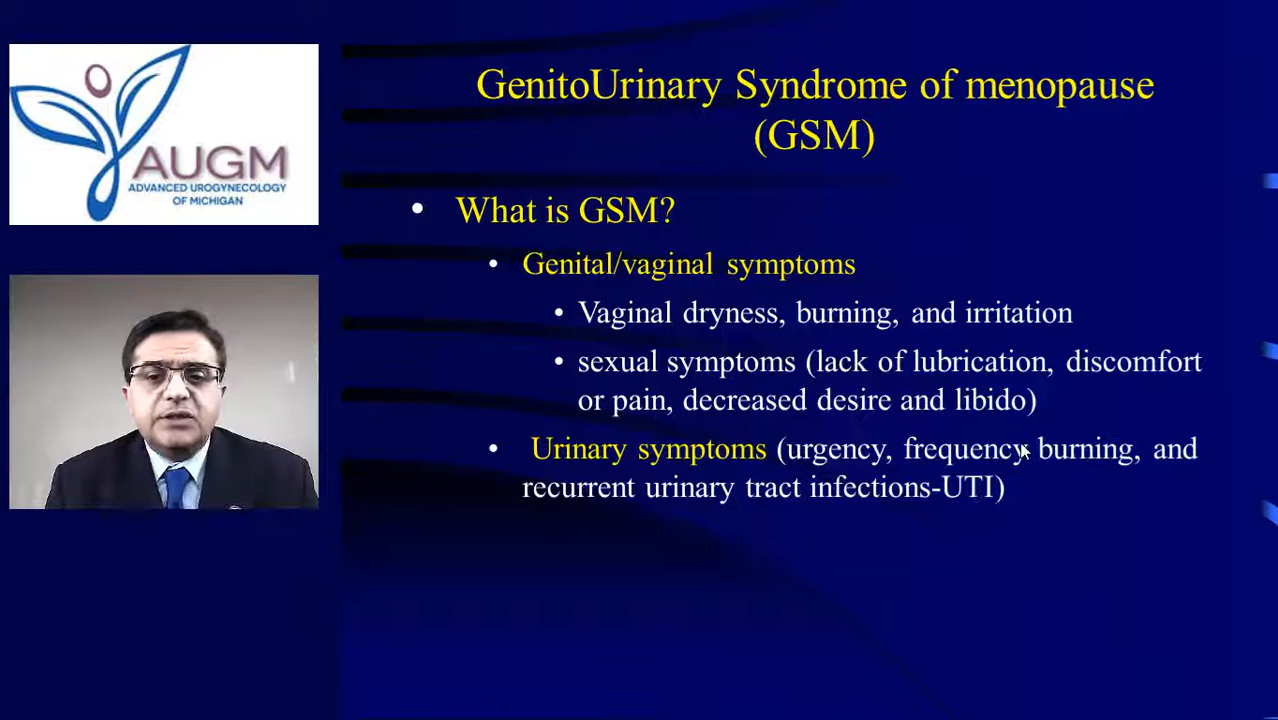 AUGM
ADVANCED UROGYNECOLOGY
OF MICHIGAN
GenitoUrinary Syndrome of menopause
(GSM)
• What is GSM?
• Genital/vaginal symptoms
• Vaginal dryness, burning, and irritation
• sexual symptoms (lack of lubrication, discomfort
or pain, decreased desire and libido)
• Urinary symptoms (urgency, frequency burning, and
recurrent urinary tract infections-UTI)